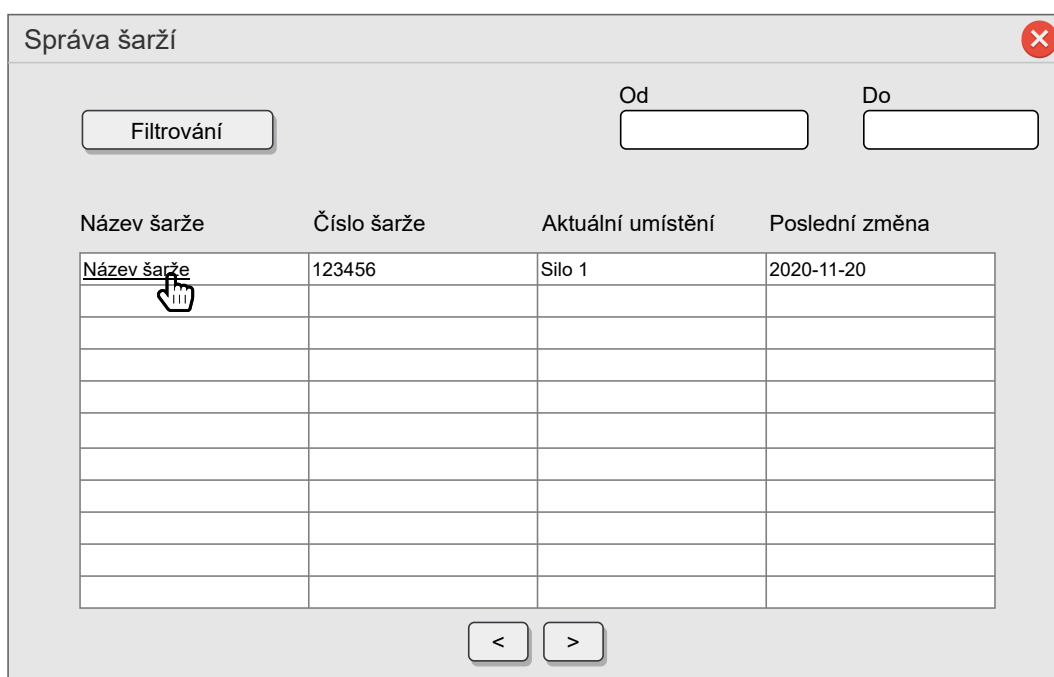 Správa šarží
Od Do
Filtrování
Název šarže Číslo šarže Aktuální umístění Poslední změna
Název šarže 123456 Silo 1 2020-11-20
< >